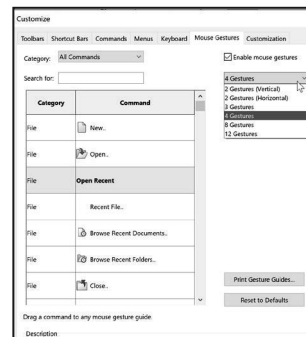 Customize
Toolbars Shortcut Bars Commands Menus Keyboard Mouse Gestures Customization
Category: All Commands
Enable mouse gestures
Search for:
4 Gestures
2 Gestures (Vertical)
2 Gestures (Horizontal)
3 Gestures
4 Gestures
8 Gestures
12 Gestures
Category Command
File New..
File Open..
File Open Recent
File Recent File..
File Browse Recent Documents..
File Browse Recent Folders..
File Close..
Print Gesture Guides...
Reset to Defaults
Drag a command to any mouse gesture guide
Description